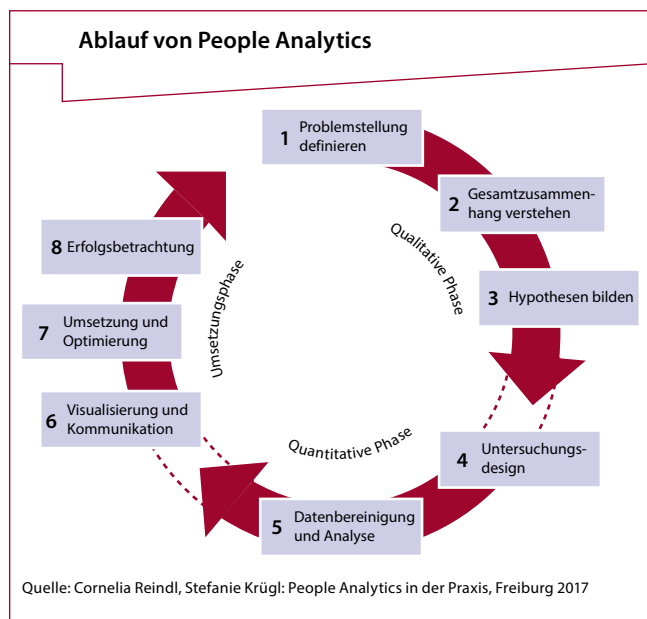 Ablauf von People Analytics
1 Problemstellung
definieren
2 Gesamtzusammen-
hang verstehen
Qualitative Phase
3 Hypothesen bilden
4 Untersuchungs-
design
Quantitative Phase
5 Datenbereinigung
und Analyse
6 Visualisierung und
Kommunikation
7 Umsetzung und
Optimierung
Umsetzungsphase
8 Erfolgsbetrachtung
Quelle: Cornelia Reindl, Stefanie Krügl: People Analytics in der Praxis, Freiburg 2017